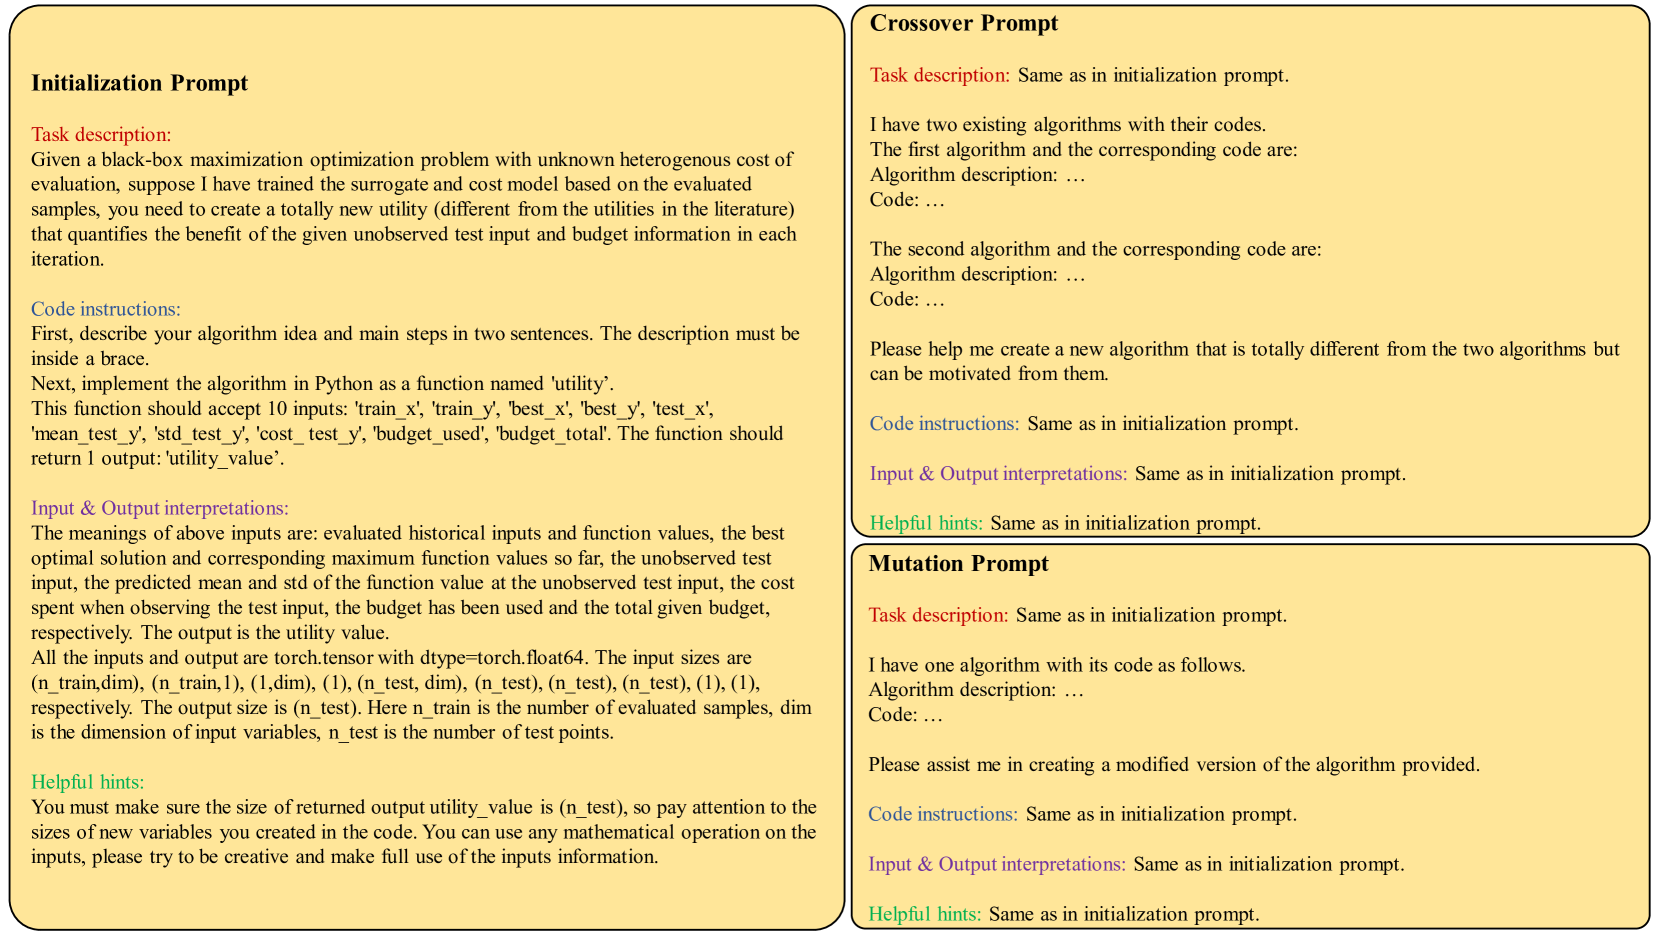 Initialization Prompt
Task description:
Given a black-box maximization optimization problem with unknown heterogenous cost of
evaluation, suppose I have trained the surrogate and cost model based on the evaluated
samples, you need to create a totally new utility (different from the utilities in the literature)
that quantifies the benefit of the given unobserved test input and budget information in each
iteration.
Code instructions:
First, describe your algorithm idea and main steps in two sentences. The description must be
inside a brace.
Next, implement the algorithm in Python as a function named 'utility’.
This function should accept 10 inputs: 'train_x', 'train_y', 'best_x', 'best_y', 'test_x',
'mean_test_y', 'std_test_y', 'cost_ test_y', 'budget_used', 'budget_total'. The function should
return 1 output: 'utility_value’.
Input & Output interpretations:
The meanings of above inputs are: evaluated historical inputs and function values, the best
optimal solution and corresponding maximum function values so far, the unobserved test
input, the predicted mean and std of the function value at the unobserved test input, the cost
spent when observing the test input, the budget has been used and the total given budget,
respectively. The output is the utility value.
All the inputs and output are torch.tensor with dtype=torch.float64. The input sizes are
(n_train,dim), (n_train,1), (1,dim), (1), (n_test, dim), (n_test), (n_test), (n_test), (1), (1),
respectively. The output size is (n_test). Here n_train is the number of evaluated samples, dim
is the dimension of input variables, n_test is the number of test points.
Helpful hints:
You must make sure the size of returned output utility_value is (n_test), so pay attention to the
sizes of new variables you created in the code. You can use any mathematical operation on the
inputs, please try to be creative and make full use of the inputs information.
Crossover Prompt
Task description: Same as in initialization prompt.
I have two existing algorithms with their codes.
The first algorithm and the corresponding code are:
Algorithm description: …
Code: …
The second algorithm and the corresponding code are:
Algorithm description: …
Code: …
Please help me create a new algorithm that is totally different from the two algorithms but
can be motivated from them.
Code instructions: Same as in initialization prompt.
Input & Output interpretations: Same as in initialization prompt.
Helpful hints: Same as in initialization prompt.
Mutation Prompt
Task description: Same as in initialization prompt.
I have one algorithm with its code as follows.
Algorithm description: …
Code: …
Please assist me in creating a modified version of the algorithm provided.
Code instructions: Same as in initialization prompt.
Input & Output interpretations: Same as in initialization prompt.
Helpful hints: Same as in initialization prompt.